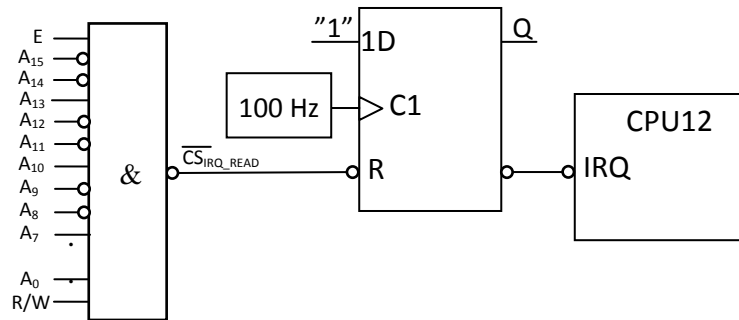 E
A15
A14
A13
A12
A11
A10
A9
A8
A7
.
.
A0
R/W
&
CSIRQ_READ
"1"
1D
Q
100 Hz
C1
R
CPU12
IRQ